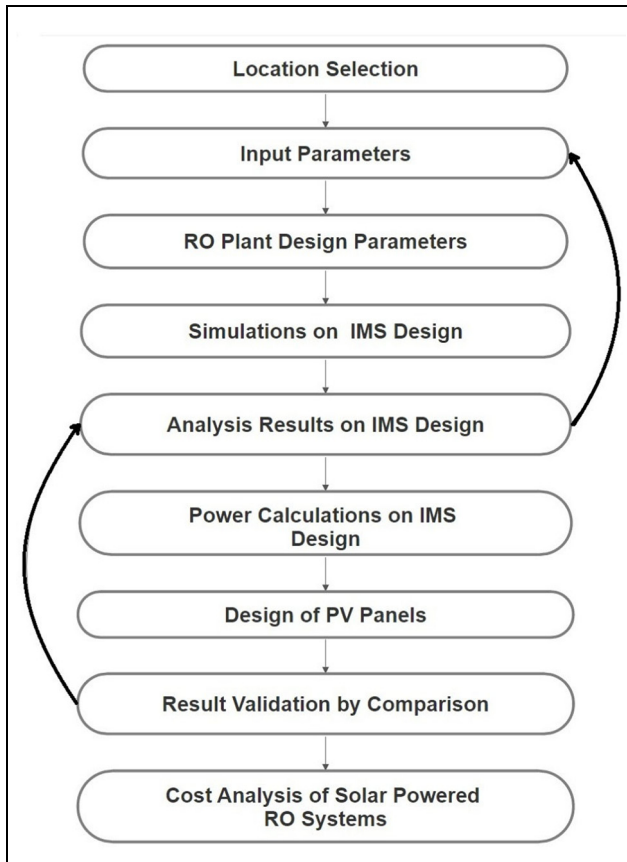 Location Selection
Input Parameters
RO Plant Design Parameters
Simulations on  IMS Design
Analysis Results on IMS Design
Power Calculations on IMS
Design
Design of PV Panels
Result Validation by Comparison
Cost Analysis of Solar Powered
RO Systems